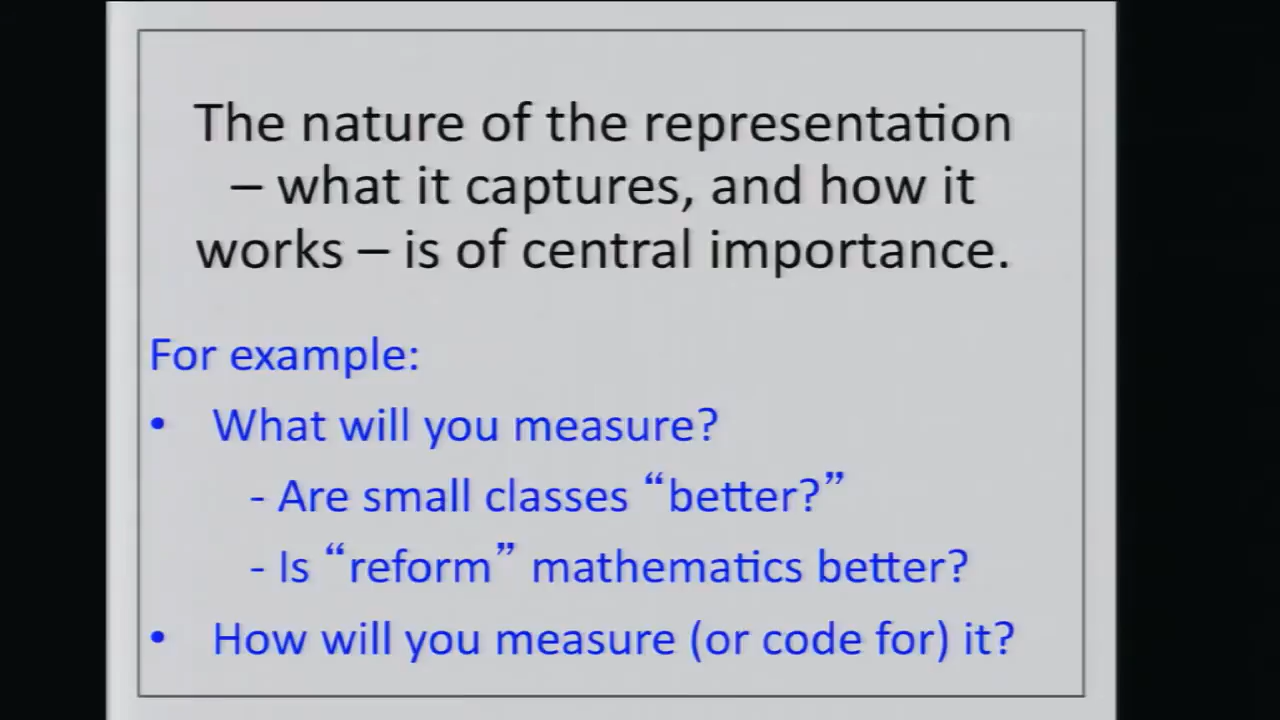 The nature of the representation
– what it captures, and how it
works – is of central importance.
For example:
• What will you measure?
- Are small classes “better?”
- Is “reform” mathematics better?
• How will you measure (or code for) it?